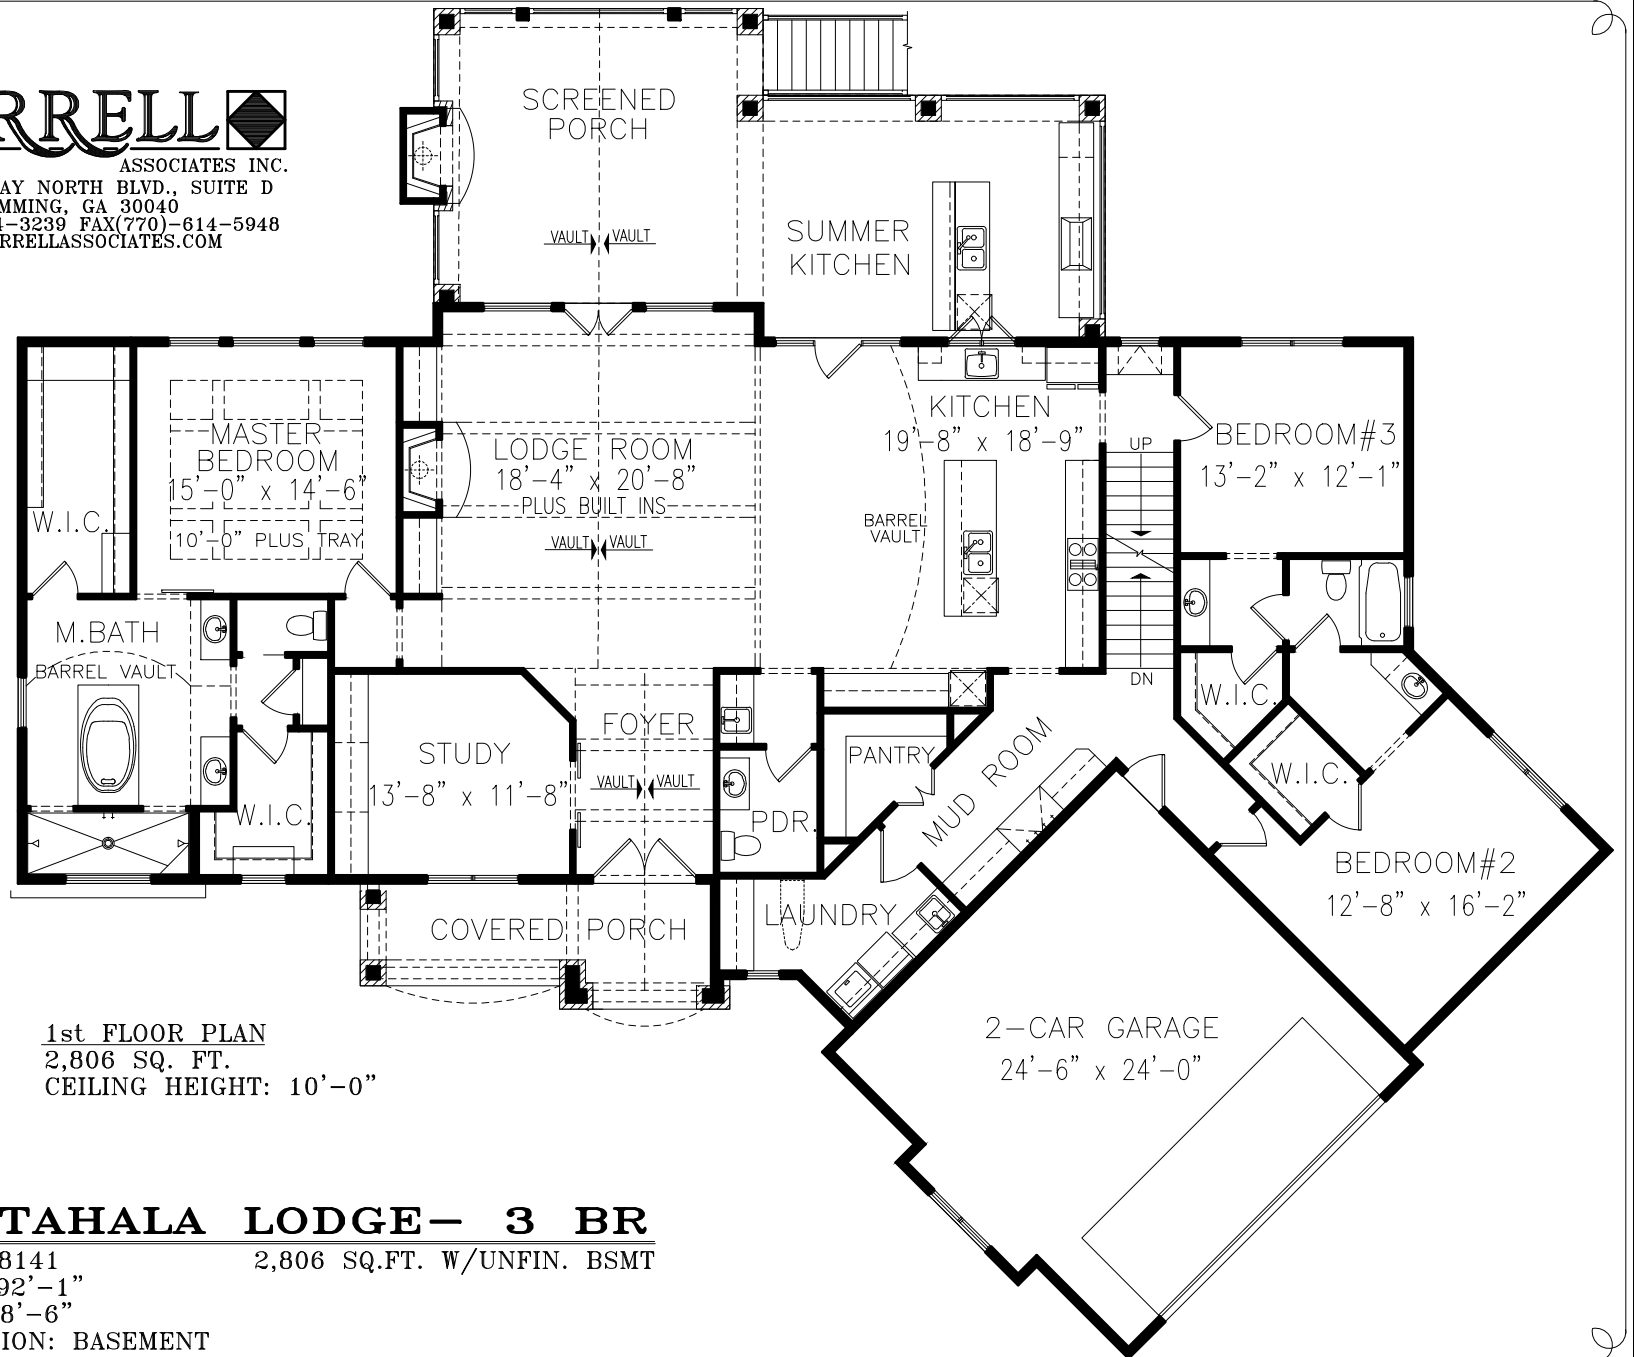 RRELL
ASSOCIATES INC.
AY NORTH BLVD., SUITE D
MMING, GA 30040
4-3239 FAX(770)-614-5948
RRELLASSOCIATES.COM
SCREENED
PORCH
VAULT VAULT
SUMMER
KITCHEN
MASTER
BEDROOM
15'-0" x 14'-6"
10'-0" PLUS TRAY
W.I.C.
LODGE ROOM
18'-4" x 20'-8"
PLUS BUILT INS
VAULT VAULT
KITCHEN
19'-8" x 18'-9"
BARREL
VAULT
UP
DN
BEDROOM#3
13'-2" x 12'-1"
M.BATH
BARREL VAULT
W.I.C.
STUDY
13'-8" x 11'-8"
FOYER
VAULT VAULT
PDR.
PANTRY
MUD ROOM
W.I.C.
W.I.C.
BEDROOM#2
12'-8" x 16'-2"
COVERED PORCH
LAUNDRY
2-CAR GARAGE
24'-6" x 24'-0"
1st FLOOR PLAN
2,806 SQ. FT.
CEILING HEIGHT: 10'-0"
TAHALA LODGE- 3 BR
8141 2,806 SQ.FT. W/UNFIN. BSMT
92'-1"
8'-6"
ION: BASEMENT